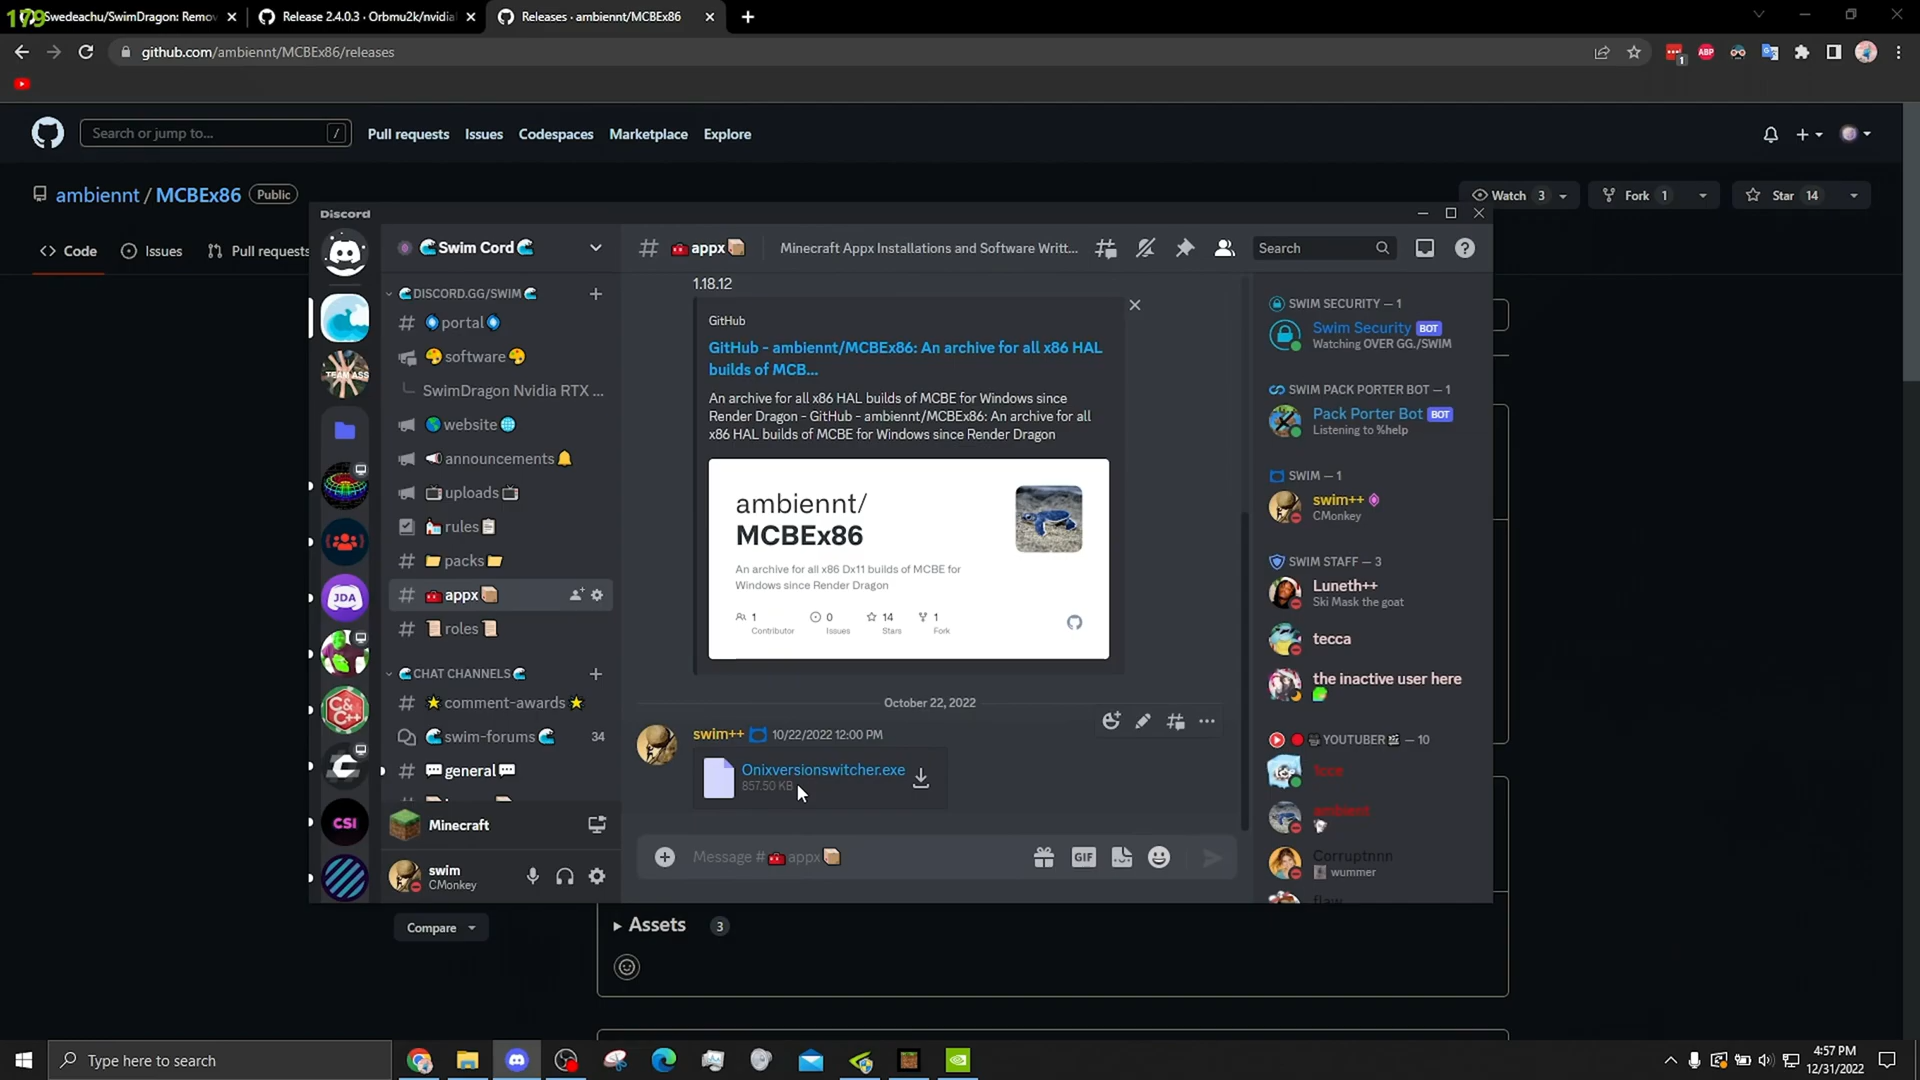 179
Swedeachu/SwimDragon: Remov
Release 2.4.0.3 · Orbmu2k/nvidia
Releases · ambiennt/MCBEx86
github.com/ambiennt/MCBEx86/releases
1
ABP
Search or jump to...
/
Pull requests
Issues
Codespaces
Marketplace
Explore
ambiennt / MCBEx86
Public
Watch 3
Fork 1
Star 14
Code
Issues
Pull requests
Discord
Swim Cord
# appx
Minecraft Appx Installations and Software Writt...
Search
DISCORD.GG/SWIM
portal
software
SwimDragon Nvidia RTX ...
website
announcements
uploads
rules
packs
appx
roles
CHAT CHANNELS
comment-awards
swim-forums
34
general
TEAM ASS
JDA
C&C++
CSI
Minecraft
swim
CMonkey
1.18.12
GitHub
GitHub - ambiennt/MCBEx86: An archive for all x86 HAL
builds of MCB...
An archive for all x86 HAL builds of MCBE for Windows since
Render Dragon - GitHub - ambiennt/MCBEx86: An archive for all
x86 HAL builds of MCBE for Windows since Render Dragon
ambiennt/
MCBEx86
An archive for all x86 Dx11 builds of MCBE for
Windows since Render Dragon
1
Contributor
0
Issues
14
Stars
1
Fork
October 22, 2022
swim++ 10/22/2022 12:00 PM
Onixversionswitcher.exe
857.50 KB
Message # appx
GIF
SWIM SECURITY — 1
Swim Security BOT
Watching OVER GG./SWIM
SWIM PACK PORTER BOT — 1
Pack Porter Bot BOT
Listening to %help
SWIM — 1
swim++
CMonkey
SWIM STAFF — 3
Luneth++
Ski Mask the goat
tecca
the inactive user here
YOUTUBER — 10
ambient
Corruptnnn
wummer
flaw
Compare
Assets 3
Type here to search
4:57 PM
12/31/2022